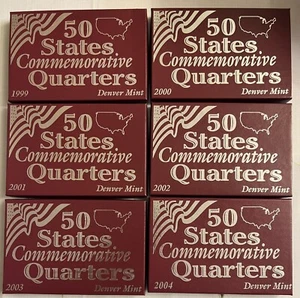 50
States
Commemorative
Quarters
1999 Denver Mint
50
States
Commemorative
Quarters
2000 Denver Mint
50
States
Commemorative
Quarters
2001 Denver Mint
50
States
Commemorative
Quarters
2002 Denver Mint
50
States
Commemorative
Quarters
2003 Denver Mint
50
States
Commemorative
Quarters
2004 Denver Mint